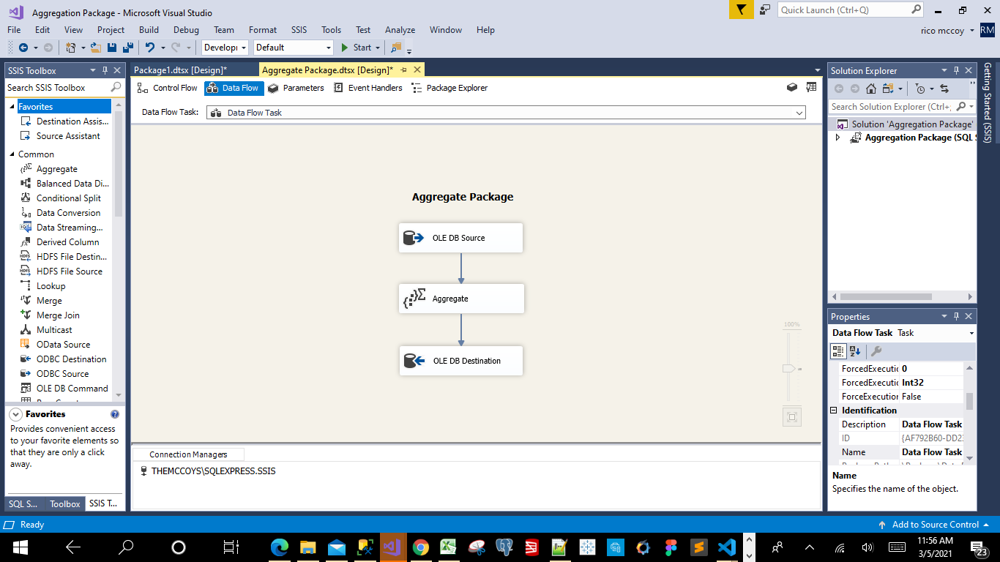 Aggregation Package - Microsoft Visual Studio
Quick Launch (Ctrl+Q)
File Edit View Project Build Debug Team Format SSIS Tools Test Analyze Window Help
rico mccoy RM
Developı Default Start
SSIS Toolbox
Search SSIS Toolbox
Favorites
Destination Assis...
Source Assistant
Common
Aggregate
Balanced Data Di...
Conditional Split
Data Conversion
Data Streaming...
Derived Column
HDFS File Destin...
HDFS File Source
Lookup
Merge
Merge Join
Multicast
OData Source
ODBC Destination
ODBC Source
OLE DB Command
Favorites
Provides convenient access
to your favorite elements so
that they are only a click
away.
SQL S... Toolbox SSIS T...
Package1.dtsx [Design]* Aggregate Package.dtsx [Design]*
Control Flow Data Flow Parameters Event Handlers Package Explorer
Data Flow Task: Data Flow Task
Aggregate Package
OLE DB Source
Aggregate
OLE DB Destination
100%
Connection Managers
THEMCCOYS\SQLEXPRESS.SSIS
Solution Explorer
Search Solution Explorer (Ctrl+;
Solution 'Aggregation Package'
Aggregation Package (SQL S
Getting Started (SSIS)
Properties
Data Flow Task Task
ForcedExecutic 0
ForcedExecutic Int32
ForceExecution False
Identification
Description Data Flow Task
ID {AF792B60-DD23
Name Data Flow Task
Name
Specifies the name of the object.
Ready
Add to Source Control
11:56 AM
3/5/2021
23